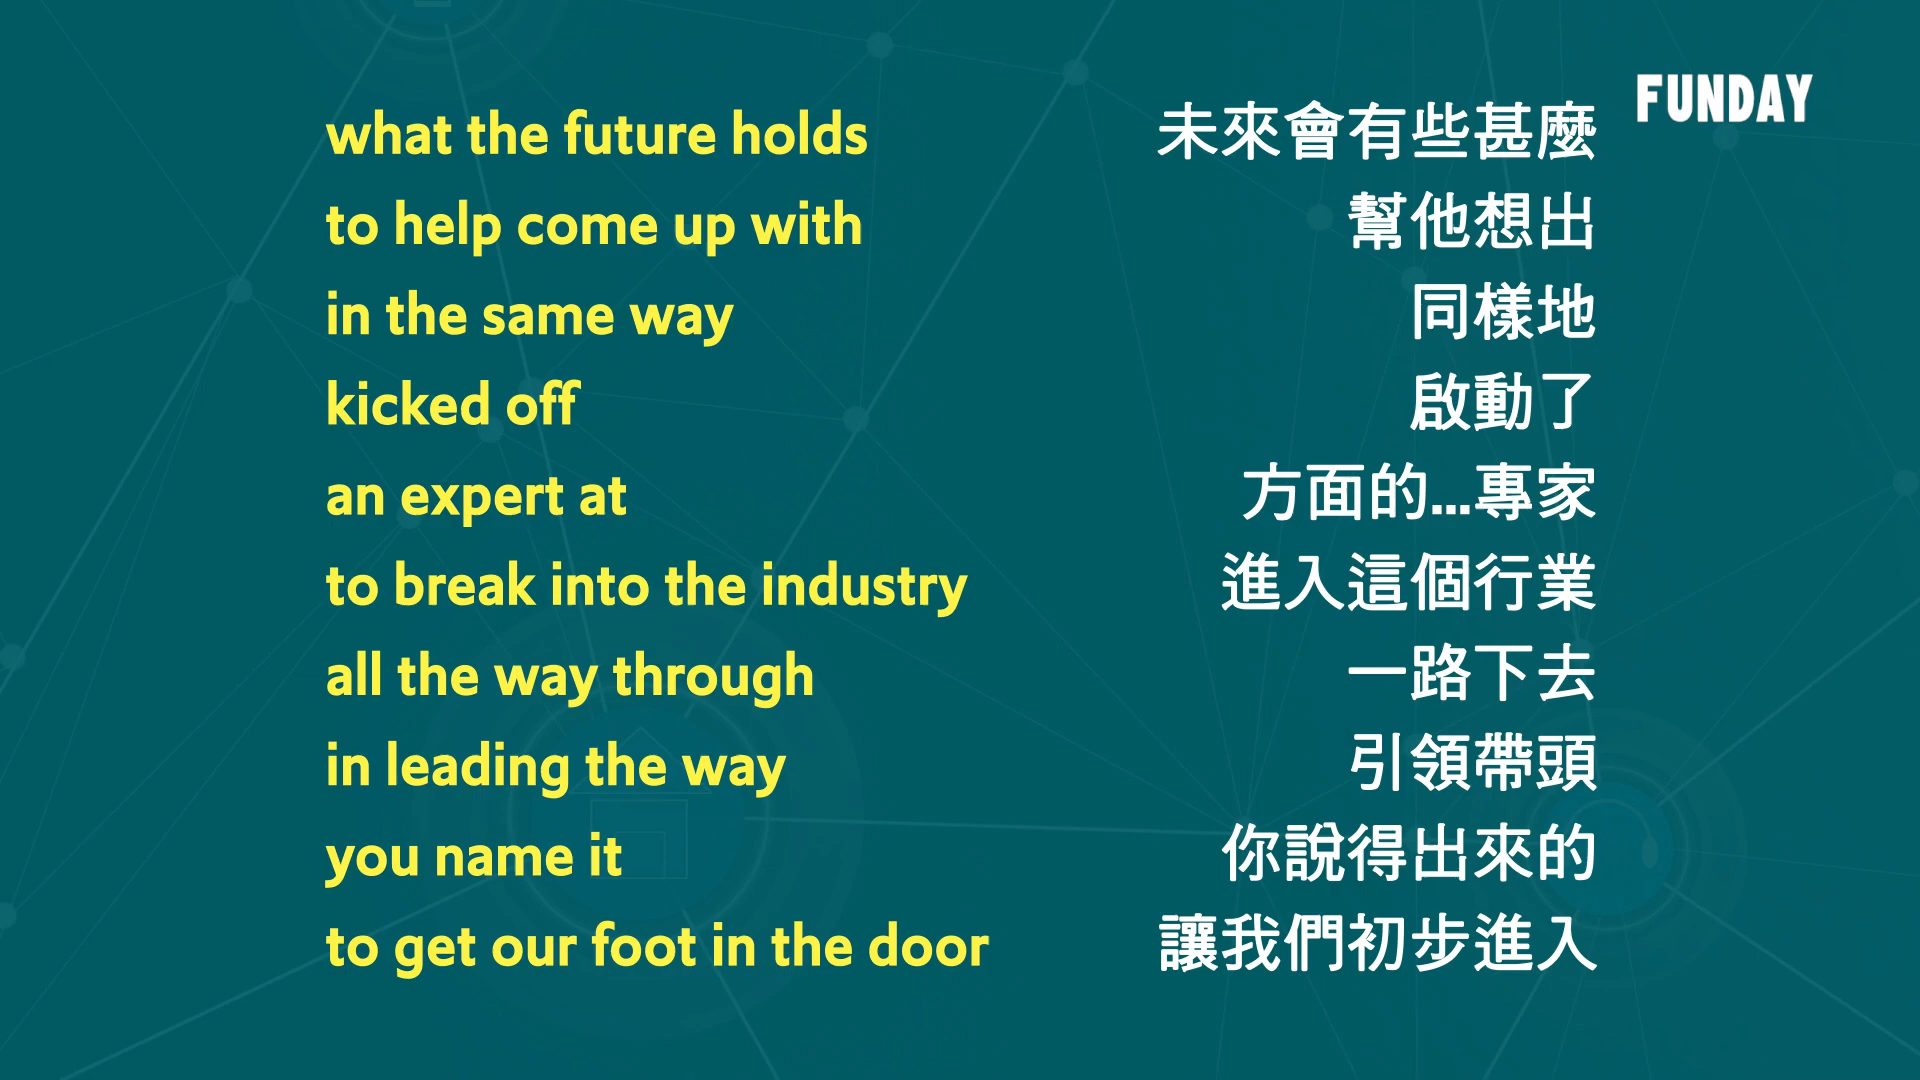 FUNDAY
what the future holds 未來會有些甚麼
to help come up with 幫他想出
in the same way 同樣地
kicked off 啟動了
an expert at 方面的...專家
to break into the industry 進入這個行業
all the way through 一路下去
in leading the way 引領帶頭
you name it 你說得出來的
to get our foot in the door 讓我們初步進入